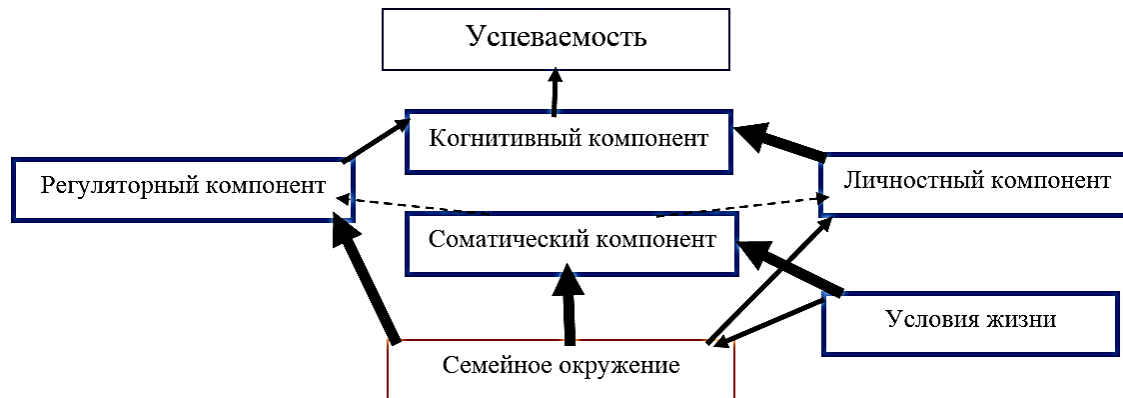 Успеваемость
Когнитивный компонент
Регуляторный компонент
Личностный компонент
Соматический компонент
Условия жизни
Семейное окружение